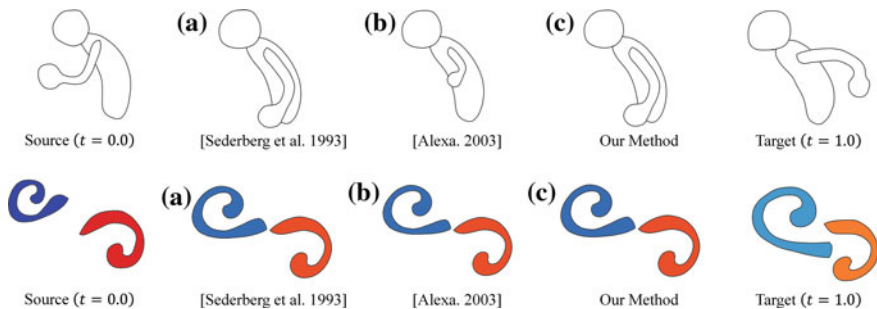 (a) (b) (c)
Source (t = 0.0) [Sederberg et al. 1993] [Alexa. 2003] Our Method Target (t = 1.0)
(a) (b) (c)
Source (t = 0.0) [Sederberg et al. 1993] [Alexa. 2003] Our Method Target (t = 1.0)